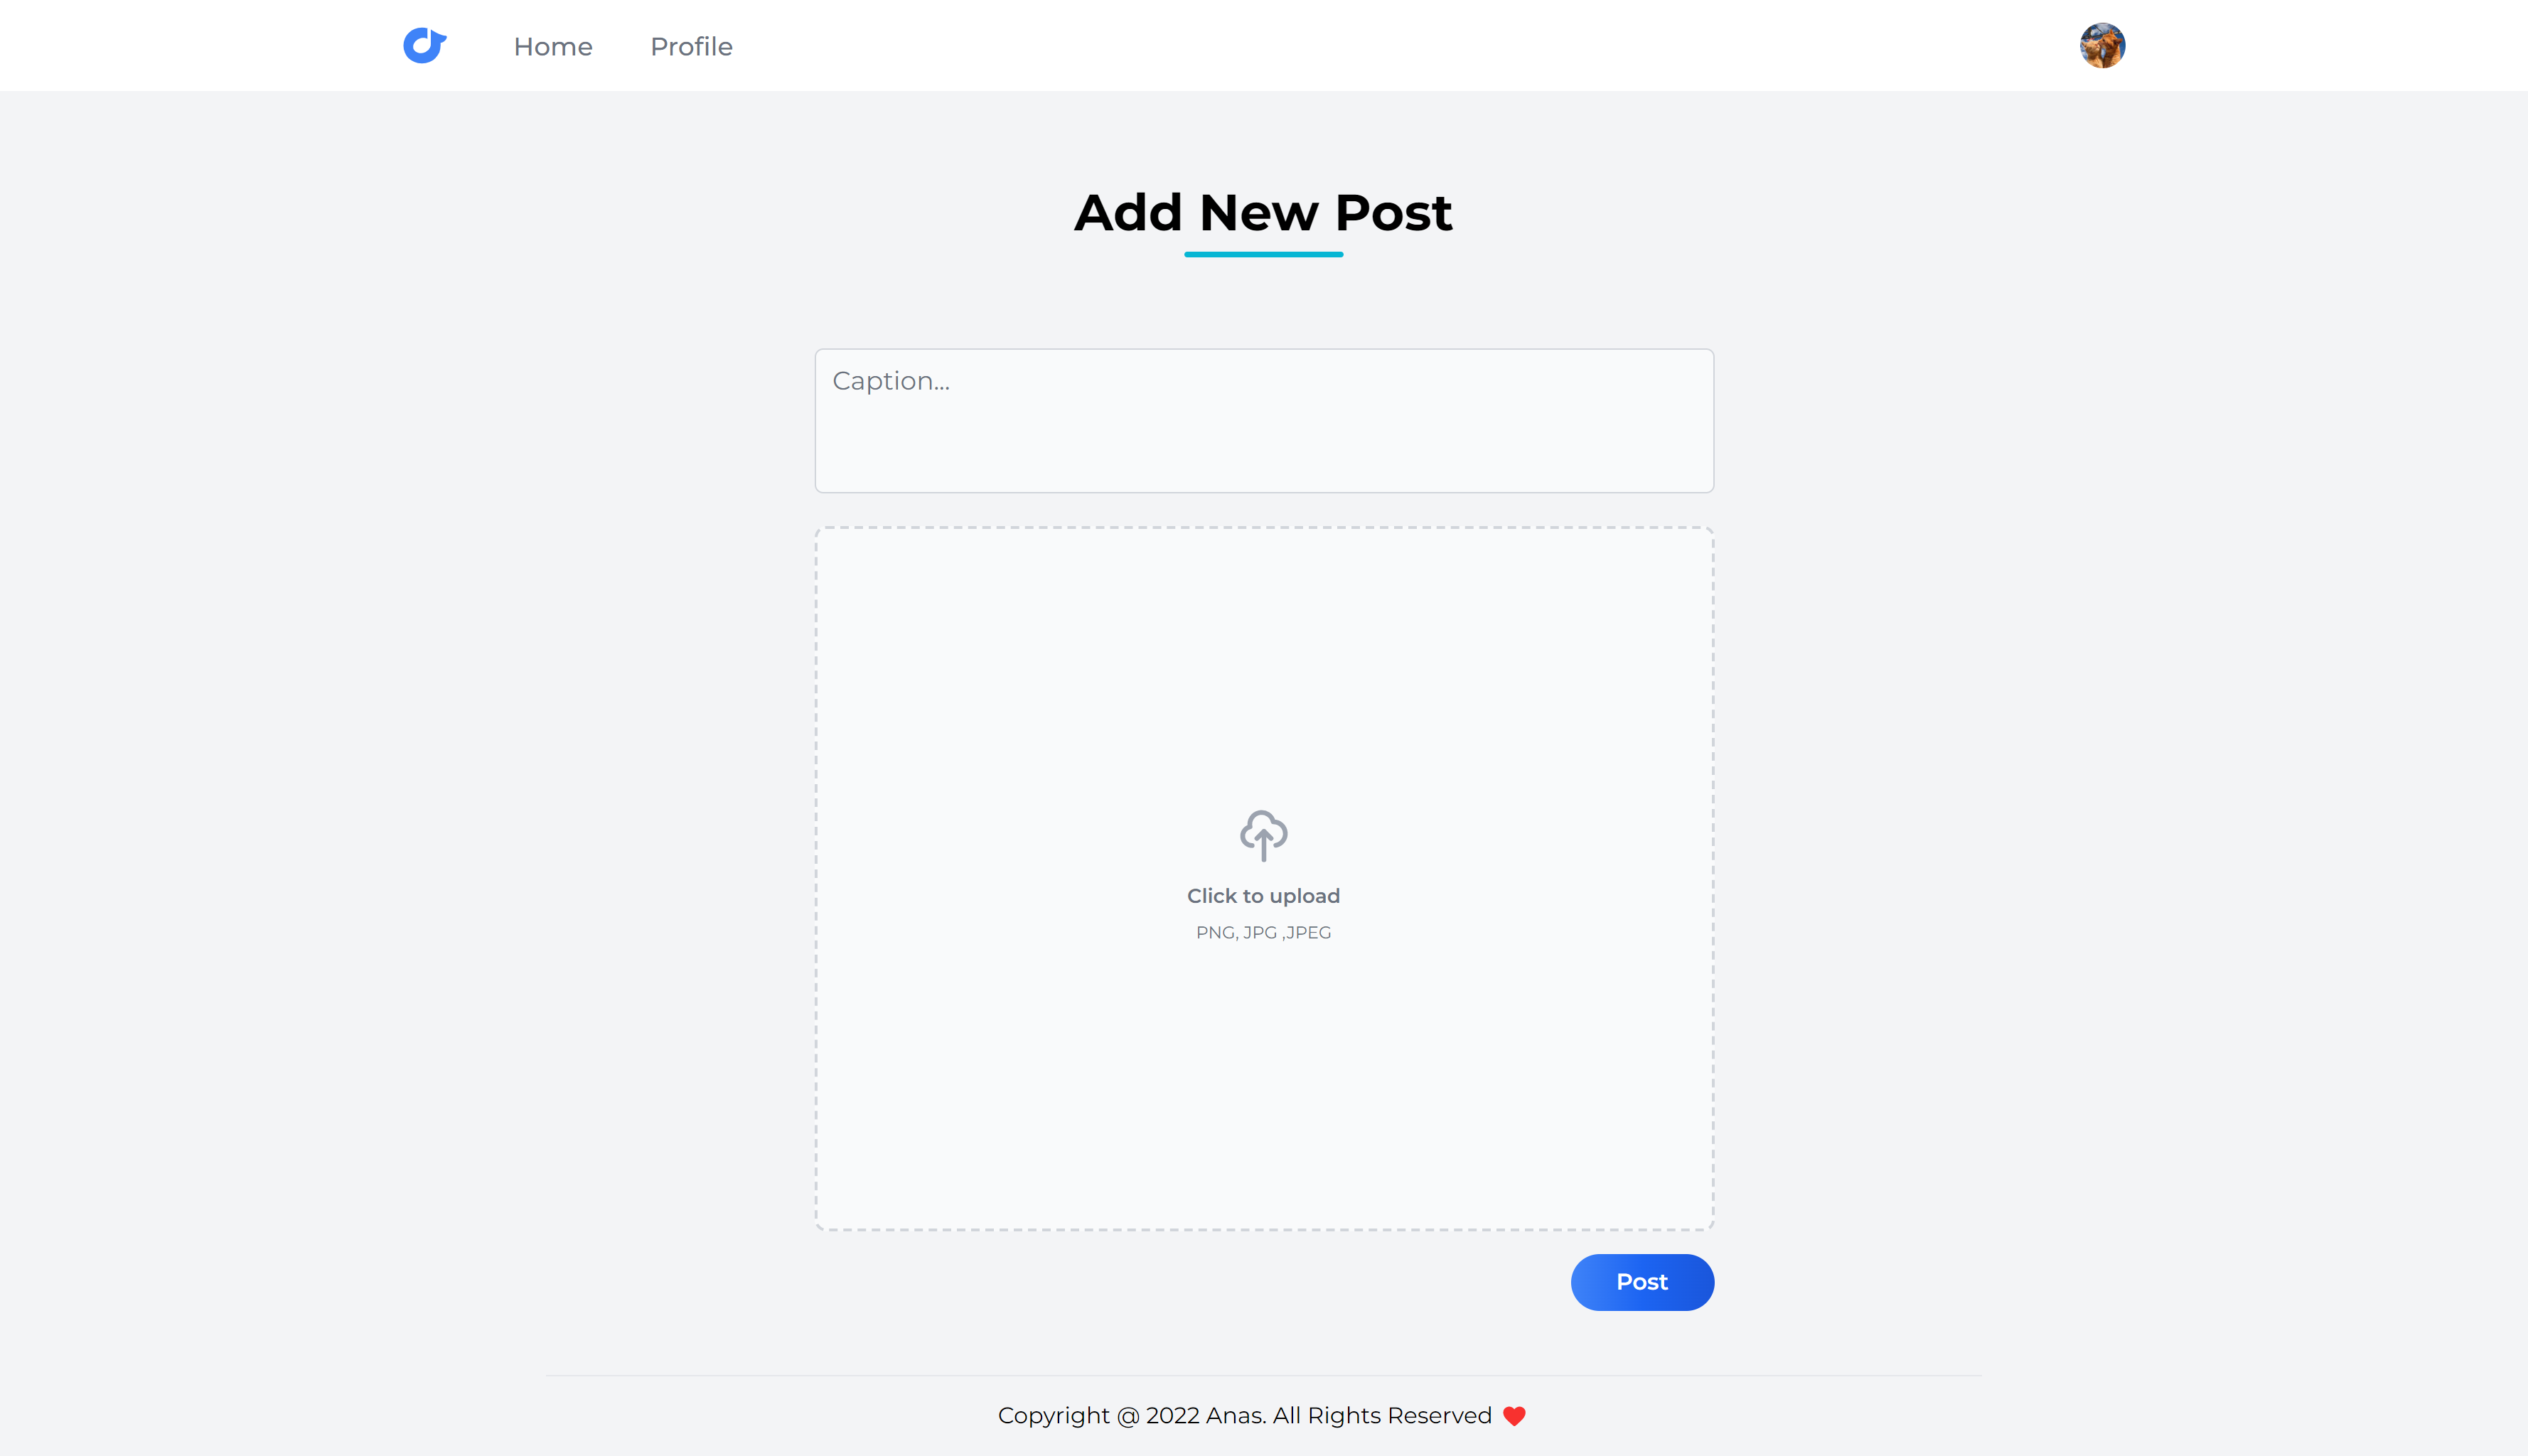 Home Profile
Add New Post
Caption...
Click to upload
PNG, JPG ,JPEG
Post
Copyright @ 2022 Anas. All Rights Reserved ❤